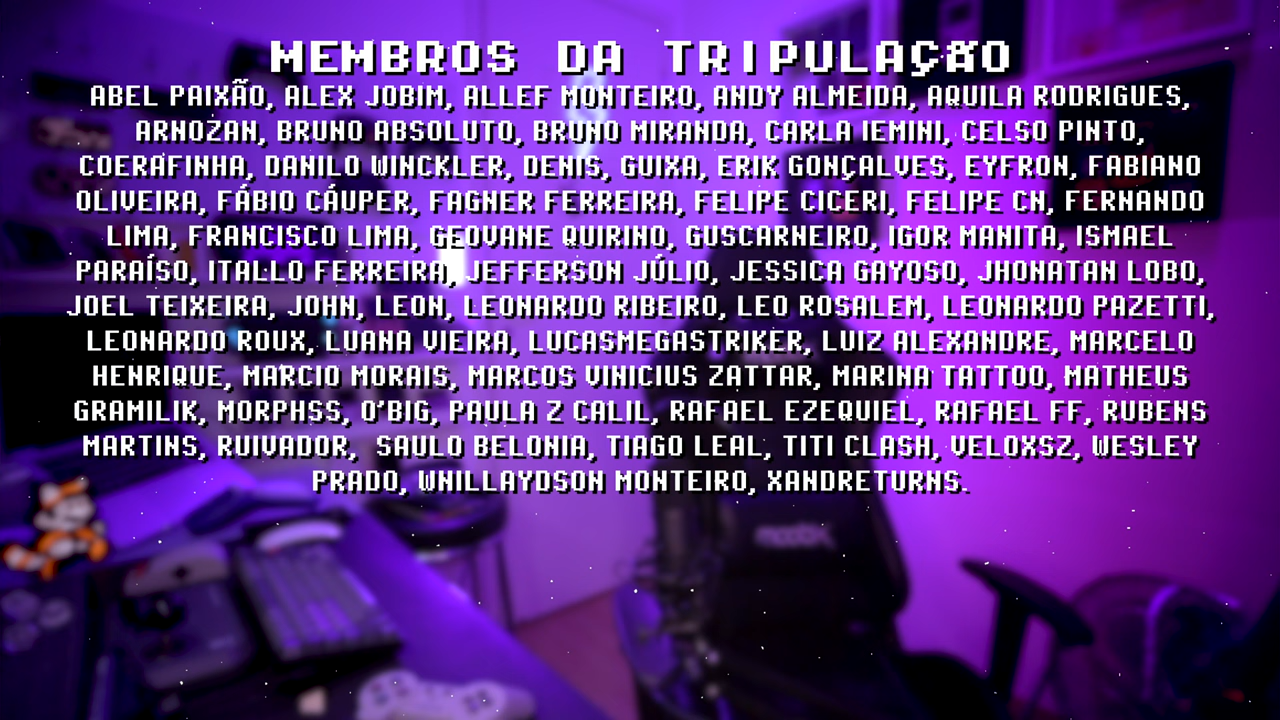 MEMBROS DA TRIPULAÇÃO
ABEL PAIXÃO, ALEX JOBIM, ALLEF MONTEIRO, ANDY ALMEIDA, AQUILA RODRIGUES,
ARNOZAN, BRUNO ABSOLUTO, BRUNO MIRANDA, CARLA IEMINI, CELSO PINTO,
COERAFINHA, DANILO WINCKLER, DENIS, GUIXA, ERIK GONÇALVES, EYFRON, FABIANO
OLIVEIRA, FÁBIO CÁUPER, FAGNER FERREIRA, FELIPE CICERI, FELIPE CN, FERNANDO
LIMA, FRANCISCO LIMA, GEOVANE QUIRINO, GUSCARNEIRO, IGOR MANITA, ISMAEL
PARAÍSO, ITALLO FERREIRA, JEFFERSON JÚLIO, JESSICA GAYOSO, JHONATAN LOBO,
JOEL TEIXEIRA, JOHN, LEON, LEONARDO RIBEIRO, LEO ROSALEM, LEONARDO PAZETTI,
LEONARDO ROUX, LUANA VIEIRA, LUCASMEGASTRIKER, LUIZ ALEXANDRE, MARCELO
HENRIQUE, MARCIO MORAIS, MARCOS VINICIUS ZATTAR, MARINA TATTOO, MATHEUS
GRAMILIK, MORPHSS, O'BIG, PAULA Z CALIL, RAFAEL EZEQUIEL, RAFAEL FF, RUBENS
MARTINS, RUIVADOR, SAULO BELONIA, TIAGO LEAL, TITI CLASH, VELOXSZ, WESLEY
PRADO, WNILLAYDSON MONTEIRO, XANDRETURNS.